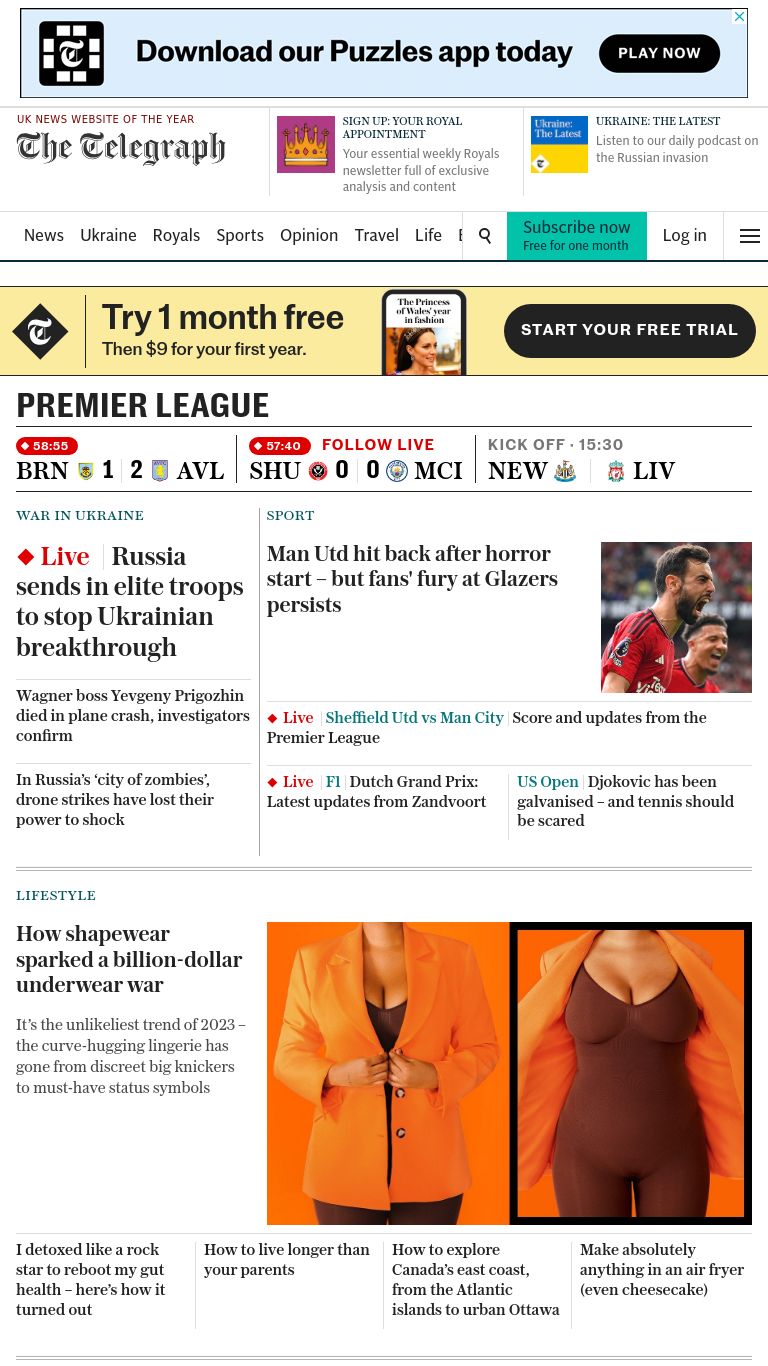 Download our Puzzles app today
PLAY NOW
UK NEWS WEBSITE OF THE YEAR
The Telegraph
SIGN UP: YOUR ROYAL
APPOINTMENT
Your essential weekly Royals
newsletter full of exclusive
analysis and content
Ukraine:
The Latest
UKRAINE: THE LATEST
Listen to our daily podcast on
the Russian invasion
News Ukraine Royals Sports Opinion Travel Life
Subscribe now
Free for one month
Log in
Try 1 month free
Then $9 for your first year.
The Princess
of Wales' year
in fashion
START YOUR FREE TRIAL
PREMIER LEAGUE
58:55
BRN 1 2 AVL
57:40 FOLLOW LIVE
SHU 0 0 MCI
KICK OFF · 15:30
NEW LIV
WAR IN UKRAINE
Live Russia
sends in elite troops
to stop Ukrainian
breakthrough
Wagner boss Yevgeny Prigozhin
died in plane crash, investigators
confirm
In Russia’s ‘city of zombies’,
drone strikes have lost their
power to shock
SPORT
Man Utd hit back after horror
start – but fans' fury at Glazers
persists
Live Sheffield Utd vs Man City Score and updates from the
Premier League
Live F1 Dutch Grand Prix:
Latest updates from Zandvoort
US Open Djokovic has been
galvanised – and tennis should
be scared
LIFESTYLE
How shapewear
sparked a billion-dollar
underwear war
It’s the unlikeliest trend of 2023 –
the curve-hugging lingerie has
gone from discreet big knickers
to must-have status symbols
I detoxed like a rock
star to reboot my gut
health – here’s how it
turned out
How to live longer than
your parents
How to explore
Canada’s east coast,
from the Atlantic
islands to urban Ottawa
Make absolutely
anything in an air fryer
(even cheesecake)